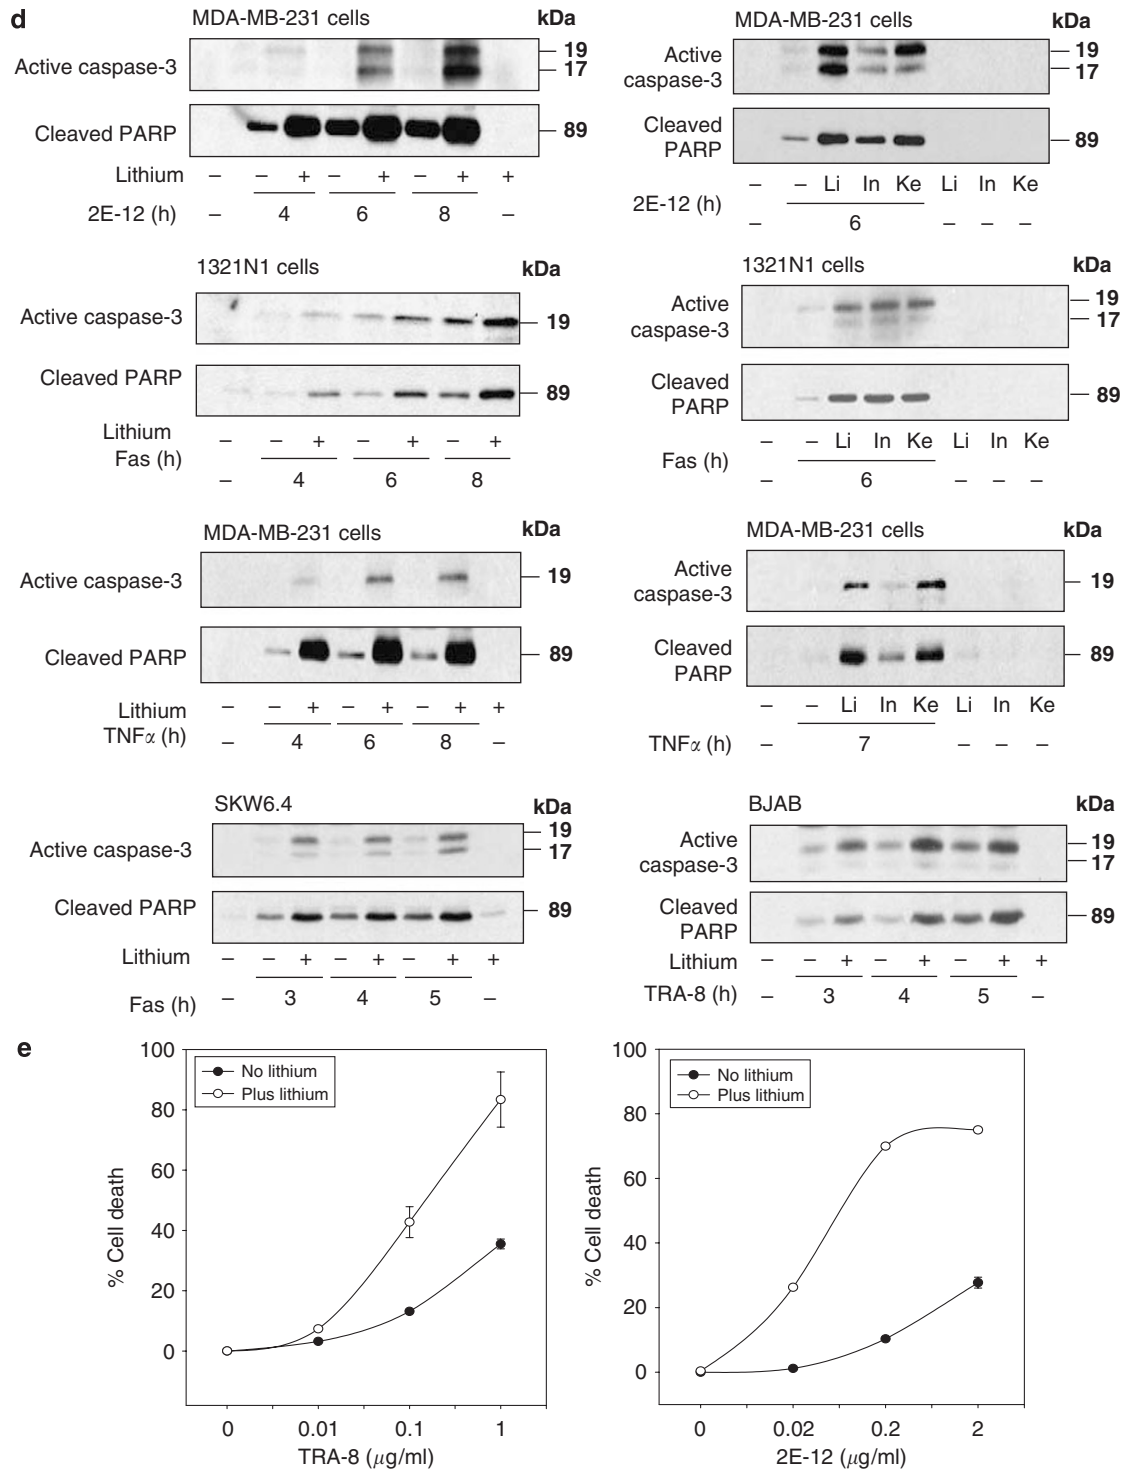 d
MDA-MB-231 cells kDa
Active caspase-3
19
17
Cleaved PARP
89
Lithium – – + – + – + +
2E-12 (h) – 4 6 8 –
MDA-MB-231 cells kDa
Active
caspase-3
19
17
Cleaved
PARP
89
– – Li In Ke Li In Ke
2E-12 (h) – 6 – – –
1321N1 cells kDa
Active caspase-3
19
Cleaved PARP
89
Lithium – – + – + – +
Fas (h)
– 4 6 8
1321N1 cells kDa
Active
caspase-3
19
17
Cleaved
PARP
89
– – Li In Ke Li In Ke
Fas (h)
– 6 – – –
MDA-MB-231 cells kDa
Active caspase-3
19
Cleaved PARP
89
Lithium – – + – + – + +
TNFα (h) – 4 6 8 –
MDA-MB-231 cells kDa
Active
caspase-3
19
Cleaved
PARP
89
– – Li In Ke Li In Ke
TNFα (h) – 7 – – –
SKW6.4 kDa
Active caspase-3
19
17
Cleaved PARP
89
Lithium – – + – + – + +
Fas (h) – 3 4 5 –
BJAB kDa
Active
caspase-3
19
17
Cleaved
PARP
89
Lithium – – + – + – + +
TRA-8 (h) – 3 4 5 –
e
% Cell death
100
80
60
40
20
0
No lithium
Plus lithium
0 0.01 0.1 1
TRA-8 (μg/ml)
% Cell death
100
80
60
40
20
0
No lithium
Plus lithium
0 0.02 0.2 2
2E-12 (μg/ml)